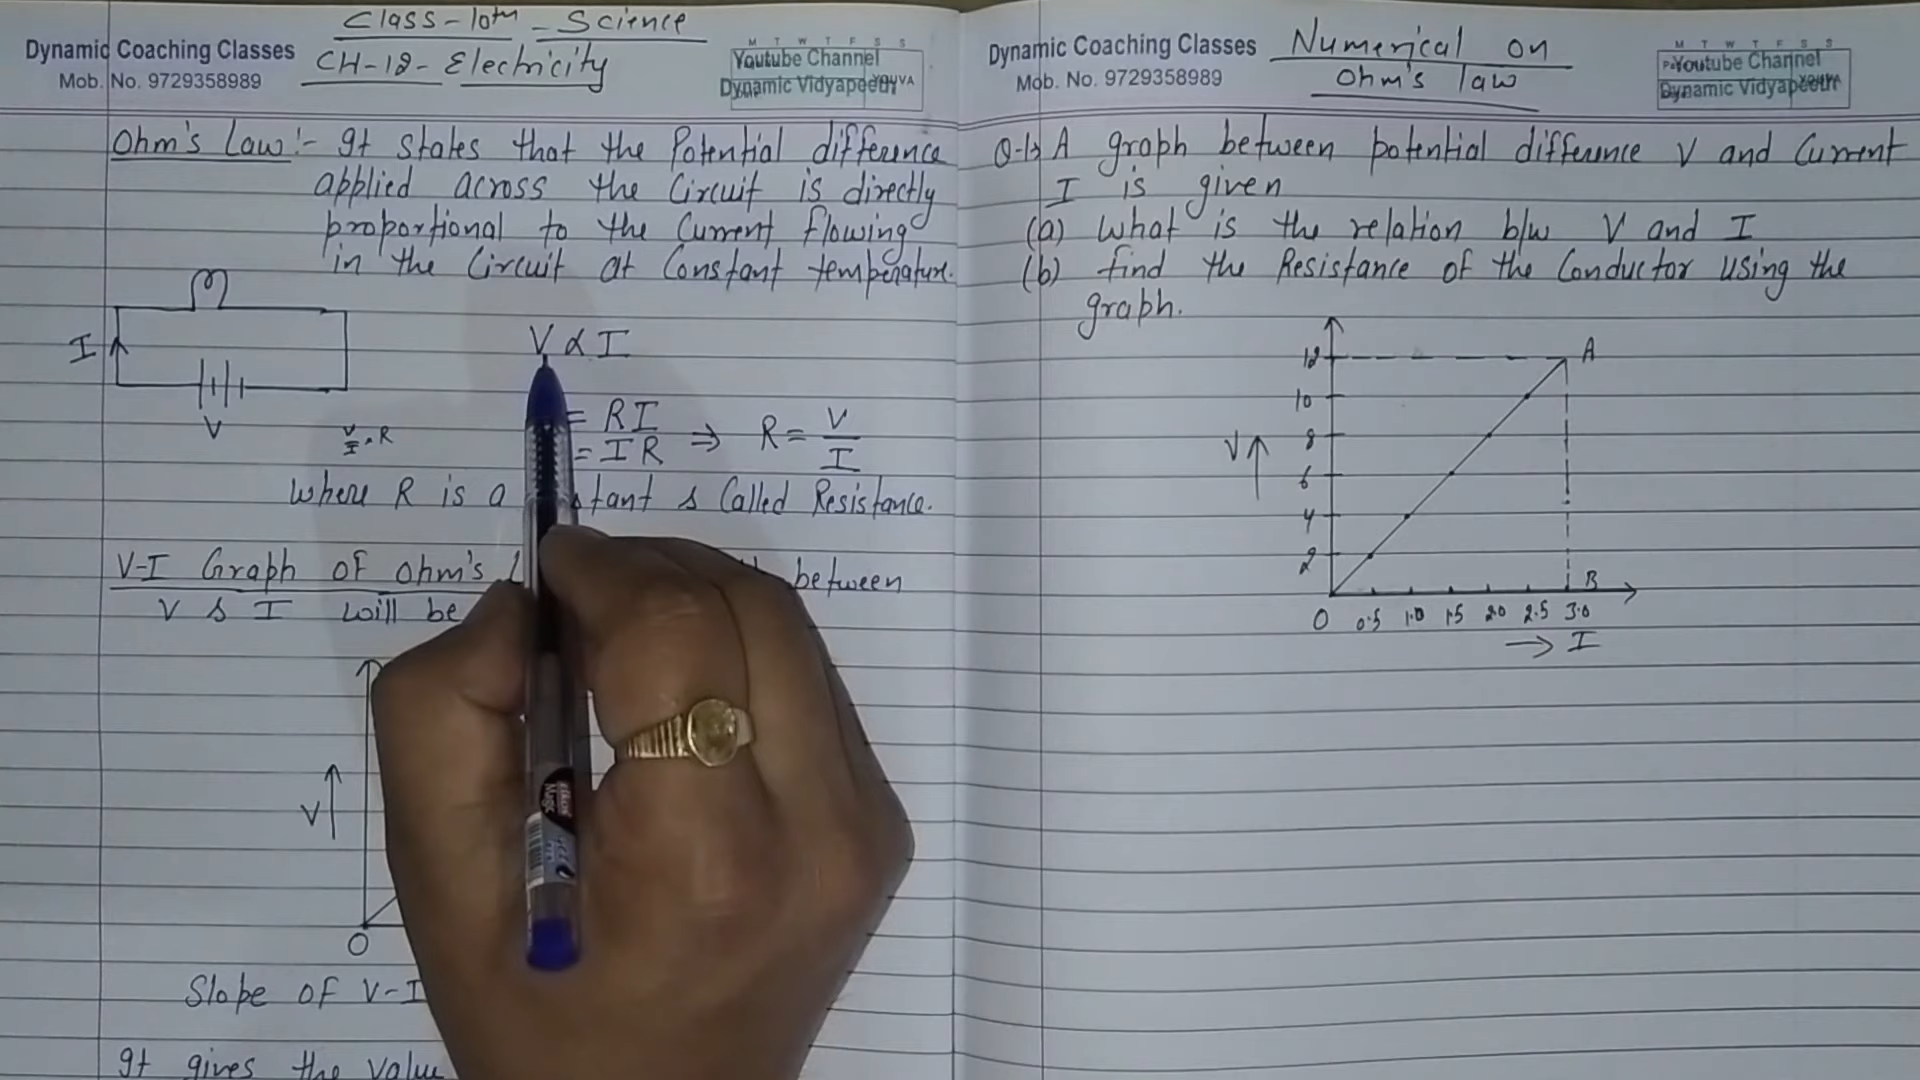 Dynamic Coaching Classes
Mob. No. 9729358989
Class-10th - Science
CH-12- Electricity
M T W T F S S
Youtube Channel
Dynamic Vidyapeeth
Ohm's Law:- It states that the Potential difference
applied across the Circuit is directly
proportional to the Current flowing
in the Circuit at Constant temperature.
I
V
V ∝ I
= RI
= IR ⇒ R = V/I
V/I = R
where R is a stant & Called Resistance.
V-I Graph of ohm's L between
V & I will be
V
O
Slope of V-I
It gives the value
Dynamic Coaching Classes
Mob. No. 9729358989
Numerical on
Ohm's law
M T W T F S S
Youtube Channel
Dynamic Vidyapeeth
Q-1) A graph between potential difference V and Current
I is given
(a) What is the relation b/w V and I
(b) find the Resistance of the Conductor using the
graph.
12 A
10
V 8
6
4
2
B
0 0.5 1.0 1.5 2.0 2.5 3.0
→ I